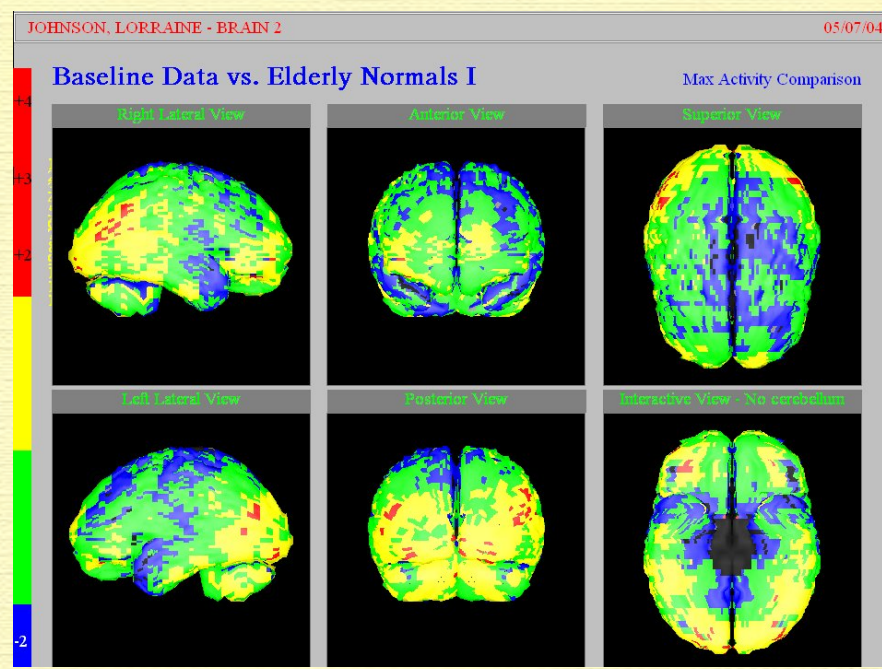 JOHNSON, LORRAINE - BRAIN 2 05/07/04
Baseline Data vs. Elderly Normals I Max Activity Comparison
Right Lateral View Anterior View Superior View
+4
+3
+2
Left Lateral View Posterior View Interactive View - No cerebellum
-2